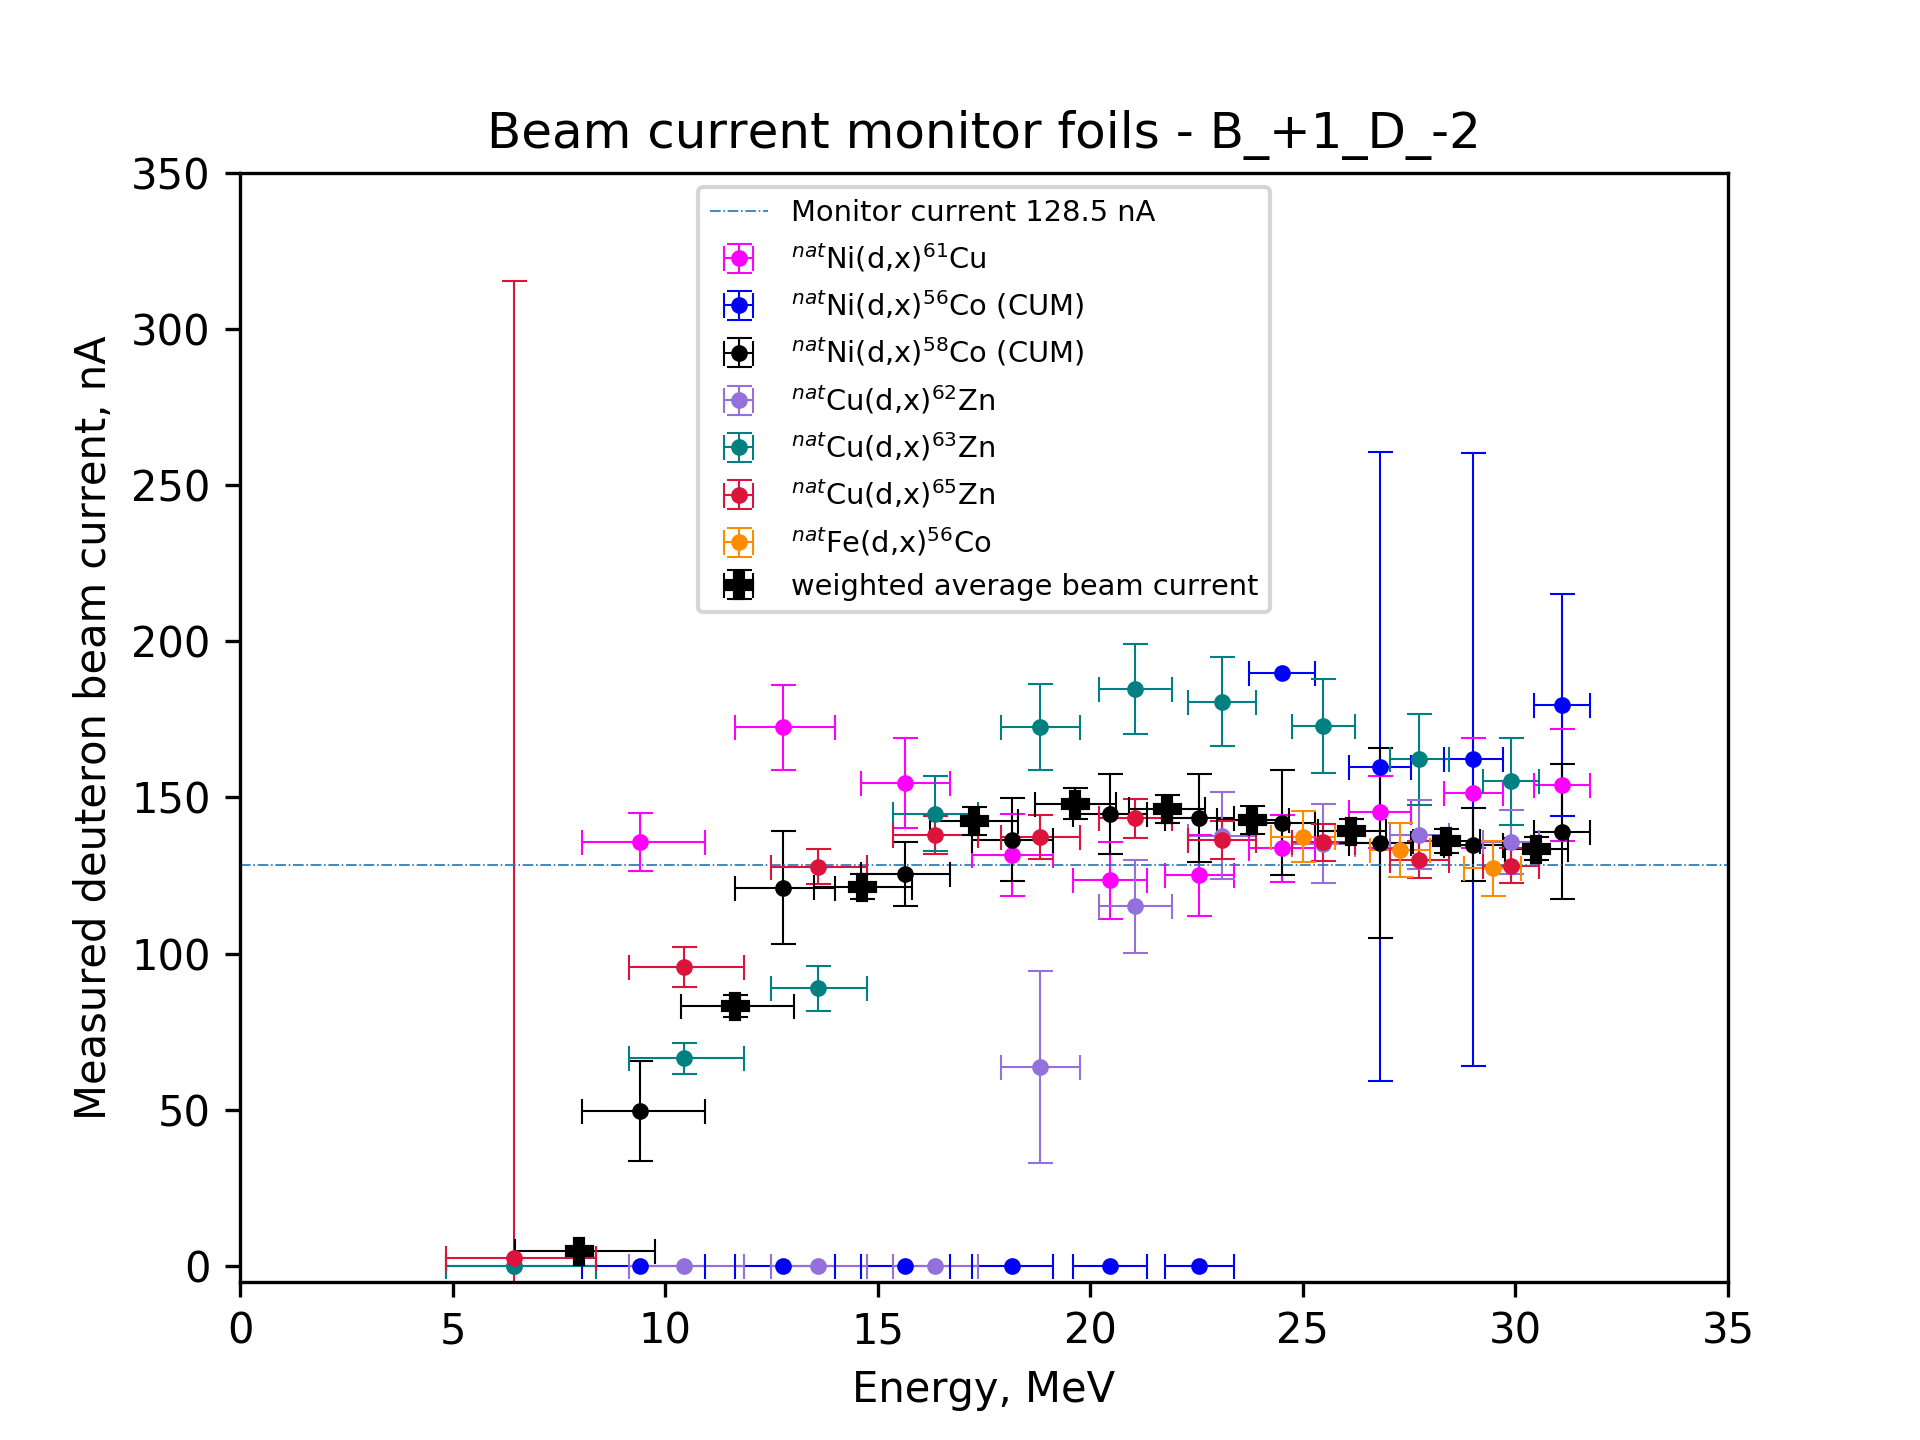 Beam current monitor foils - B_+1_D_-2
350
300
250
200
150
100
50
0
Measured deuteron beam current, nA
Monitor current 128.5 nA
natNi(d,x)61Cu
natNi(d,x)56Co (CUM)
natNi(d,x)58Co (CUM)
natCu(d,x)62Zn
natCu(d,x)63Zn
natCu(d,x)65Zn
natFe(d,x)56Co
weighted average beam current
0 5 10 15 20 25 30 35
Energy, MeV